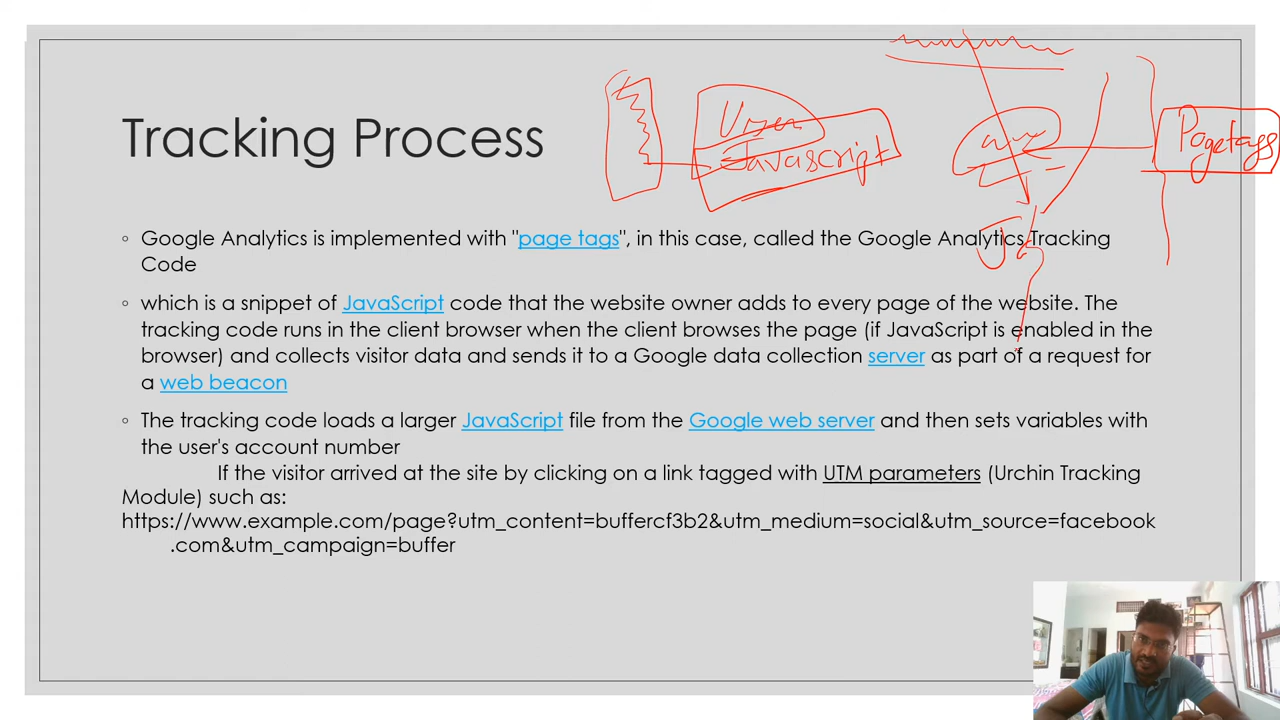 Tracking Process
User
Javascript
Pagetags
JS
◦ Google Analytics is implemented with "page tags", in this case, called the Google Analytics Tracking
Code
◦ which is a snippet of JavaScript code that the website owner adds to every page of the website. The
tracking code runs in the client browser when the client browses the page (if JavaScript is enabled in the
browser) and collects visitor data and sends it to a Google data collection server as part of a request for
a web beacon
◦ The tracking code loads a larger JavaScript file from the Google web server and then sets variables with
the user's account number
If the visitor arrived at the site by clicking on a link tagged with UTM parameters (Urchin Tracking
Module) such as:
https://www.example.com/page?utm_content=buffercf3b2&utm_medium=social&utm_source=facebook
.com&utm_campaign=buffer